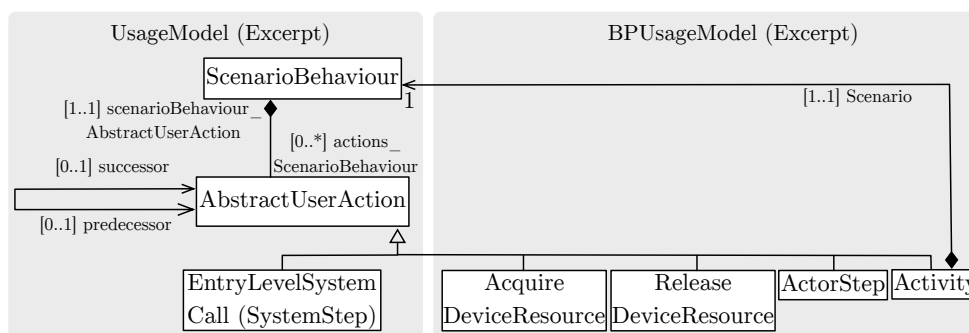 UsageModel (Excerpt)
BPUsageModel (Excerpt)
ScenarioBehaviour
1
[1..1] Scenario
[1..1] scenarioBehaviour_
AbstractUserAction
[0..*] actions_
ScenarioBehaviour
[0..1] successor
AbstractUserAction
[0..1] predecessor
EntryLevelSystem
Call (SystemStep)
Acquire
DeviceResource
Release
DeviceResource
ActorStep
Activity